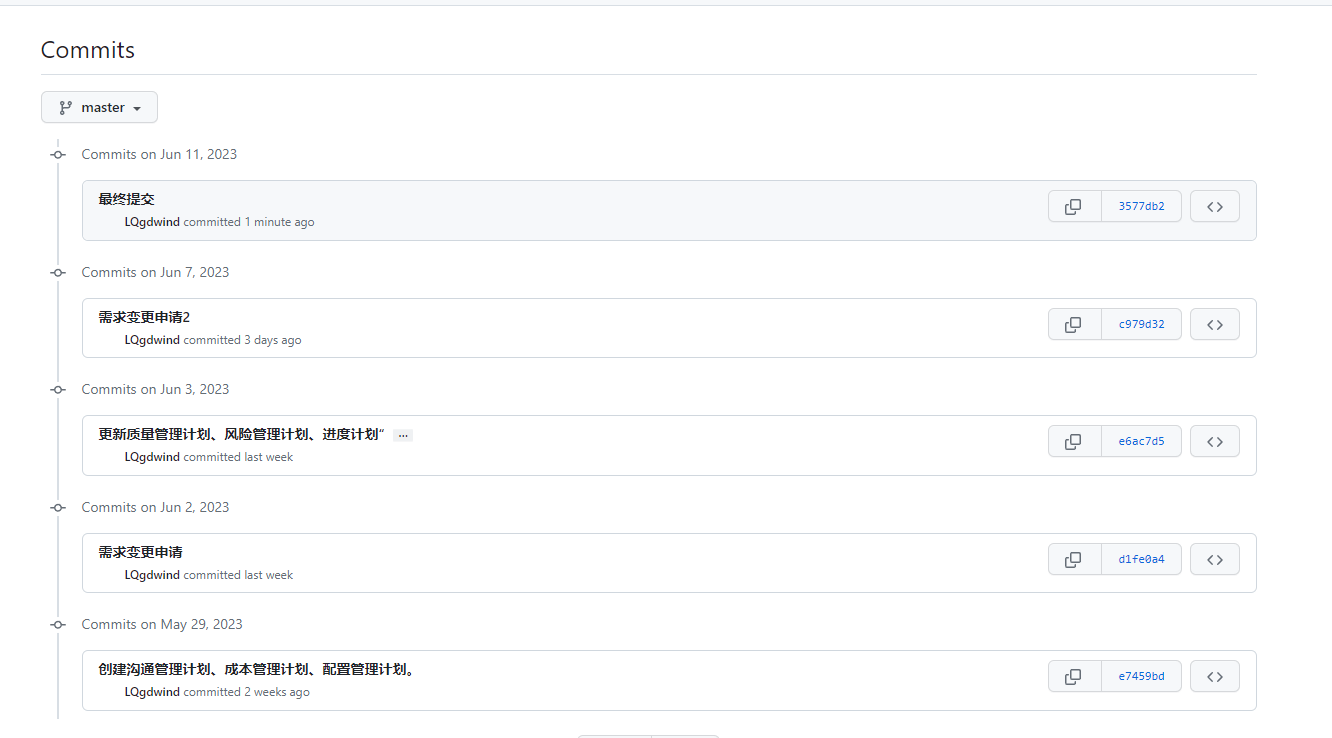 Commits
master
Commits on Jun 11, 2023
最终提交
LQgdwind committed 1 minute ago
3577db2
Commits on Jun 7, 2023
需求变更申请2
LQgdwind committed 3 days ago
c979d32
Commits on Jun 3, 2023
更新质量管理计划、风险管理计划、进度计划“ …
LQgdwind committed last week
e6ac7d5
Commits on Jun 2, 2023
需求变更申请
LQgdwind committed last week
d1fe0a4
Commits on May 29, 2023
创建沟通管理计划、成本管理计划、配置管理计划。
LQgdwind committed 2 weeks ago
e7459bd